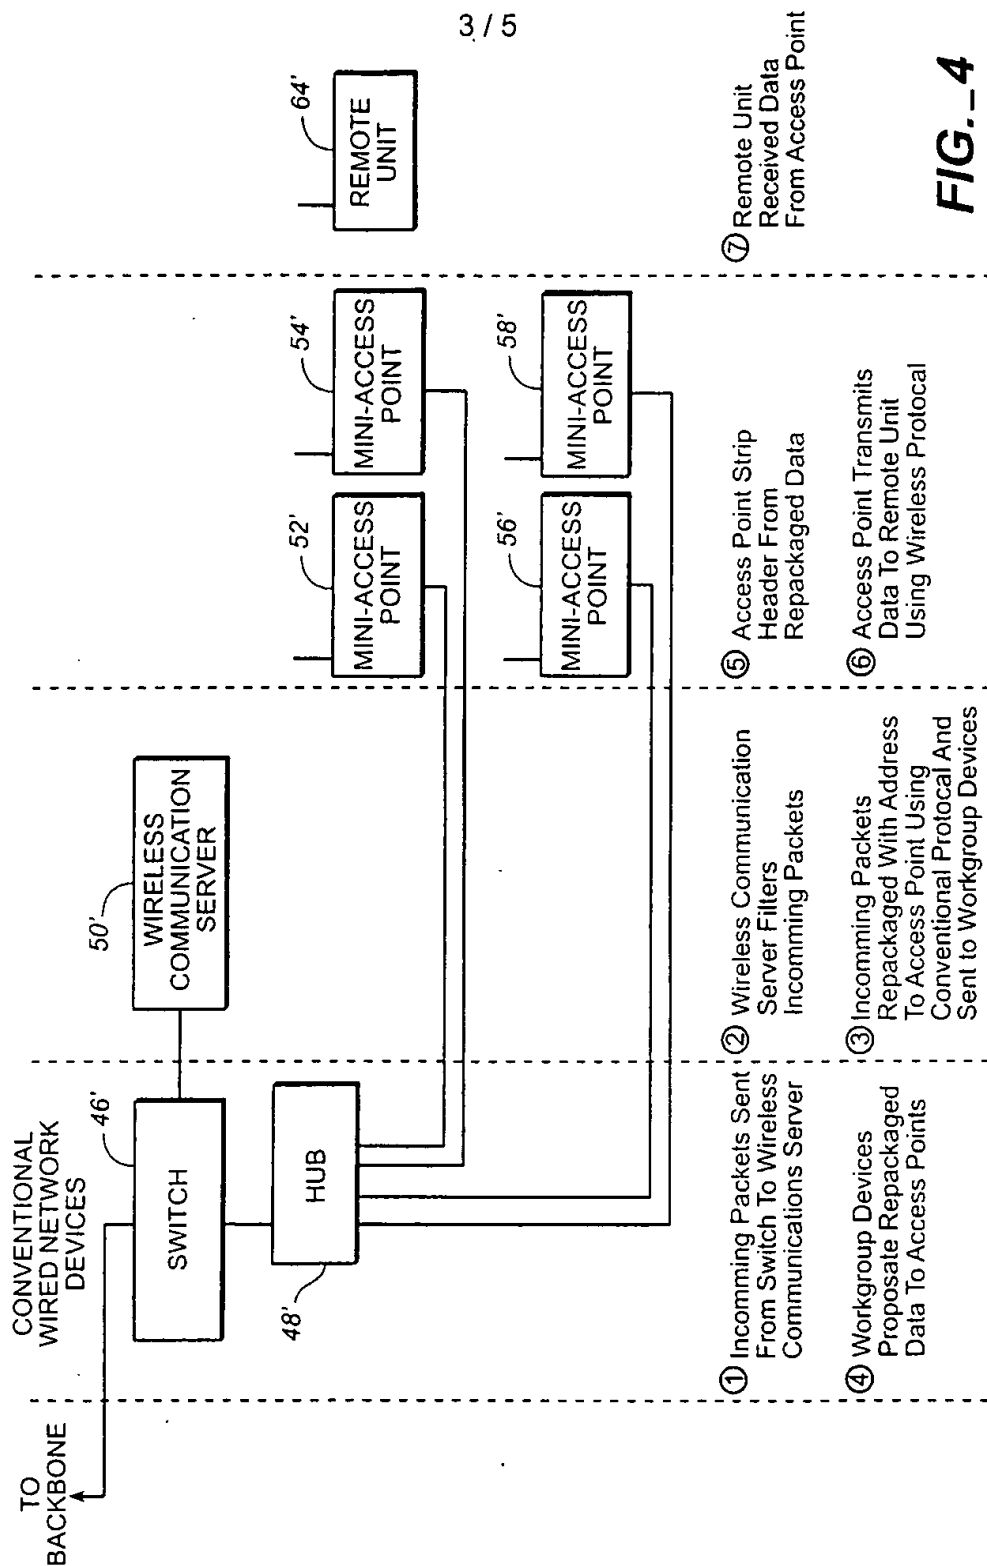 3 / 5
TO
BACKBONE
CONVENTIONAL
WIRED NETWORK
DEVICES
46'
SWITCH
HUB
48'
50'
WIRELESS
COMMUNICATION
SERVER
52'
MINI-ACCESS
POINT
54'
MINI-ACCESS
POINT
56'
MINI-ACCESS
POINT
58'
MINI-ACCESS
POINT
64'
REMOTE
UNIT
① Incomming Packets Sent
From Switch To Wireless
Communications Server
④ Workgroup Devices
Proposate Repackaged
Data To Access Points
② Wireless Communication
Server Filters
Incomming Packets
③ Incomming Packets
Repackaged With Address
To Access Point Using
Conventional Protocal And
Sent to Workgroup Devices
⑤ Access Point Strip
Header From
Repackaged Data
⑥ Access Point Transmits
Data To Remote Unit
Using Wireless Protocal
⑦ Remote Unit
Received Data
From Access Point
FIG._4